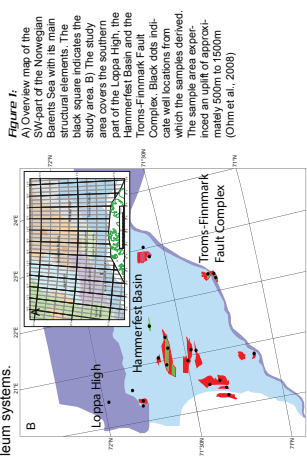 leum systems.
B
A
Loppa High
Hammerfest Basin
Troms-Finnmark
Fault Complex
21°E
22°E
23°E
24°E
72°N
71°30'N
72°N
71°30'N
71°N
Figure 1:
A) Overview map of the
SW-part of the Norwegian
Barents Sea with its main
structural elements. The
black square indicates the
study area. B) The study
area covers the southern
part of the Loppa High, the
Hammerfest Basin and the
Troms-Finnmark Fault
Complex. Black dots indi-
cate well locations from
which the samples derived.
The sample area exper-
inced an uplift of approxi-
mately 500m to 1500m
(Ohm et al., 2008)